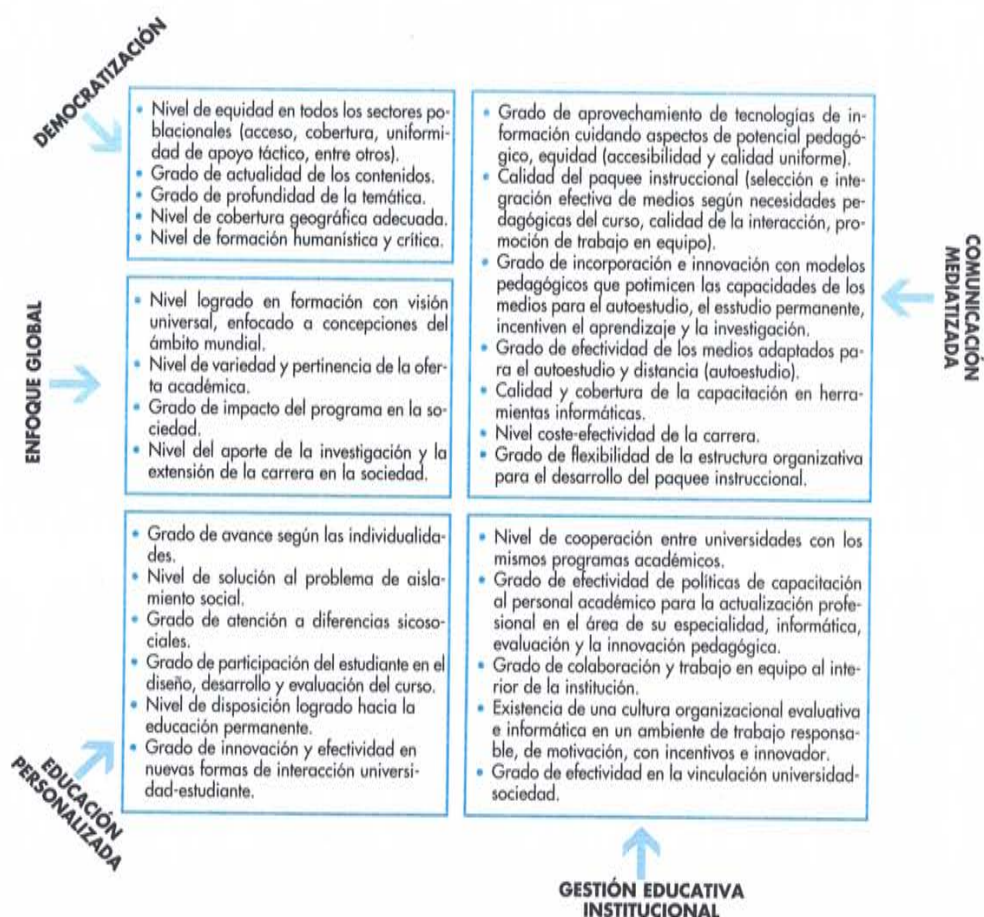 DEMOCRATIZACIÓN
• Nivel de equidad en todos los sectores po-
blacionales (acceso, cobertura, uniformi-
dad de apoyo táctico, entre otros).
• Grado de actualidad de los contenidos.
• Grado de profundidad de la temática.
• Nivel de cobertura geográfica adecuada.
• Nivel de formación humanística y crítica.
ENFOQUE GLOBAL
• Nivel logrado en formación con visión
universal, enfocado a concepciones del
ámbito mundial.
• Nivel de variedad y pertinencia de la ofer-
ta académica.
• Grado de impacto del programa en la so-
ciedad.
• Nivel del aporte de la investigación y la
extensión de la carrera en la sociedad.
EDUCACIÓN
PERSONALIZADA
• Grado de avance según las individualida-
des.
• Nivel de solución al problema de aisla-
miento social.
• Grado de atención a diferencias sicoso-
ciales.
• Grado de participación del estudiante en el
diseño, desarrollo y evaluación del curso.
• Nivel de disposición logrado hacia la
educación permanente.
• Grado de innovación y efectividad en
nuevas formas de interacción universi-
dad-estudiante.
• Grado de aprovechamiento de tecnologías de in-
formación cuidando aspectos de potencial pedagó-
gico, equidad (accesibilidad y calidad uniforme).
• Calidad del paquee instruccional (selección e inte-
gración efectiva de medios según necesidades pe-
dagógicas del curso, calidad de la interacción, pro-
moción de trabajo en equipo).
• Grado de incorporación e innovación con modelos
pedagógicos que potimicen las capacidades de los
medios para el autoestudio, el esstudio permanente,
incentiven el aprendizaje y la investigación.
• Grado de efectividad de los medios adaptados pa-
ra el autoestudio y distancia (autoestudio).
• Calidad y cobertura de la capacitación en herra-
mientas informáticas.
• Nivel coste-efectividad de la carrera.
• Grado de flexibilidad de la estructura organizativa
para el desarrollo del paquee instruccional.
COMUNICACIÓN
MEDIATIZADA
• Nivel de cooperación entre universidades con los
mismos programas académicos.
• Grado de efectividad de políticas de capacitación
al personal académico para la actualización profe-
sional en el área de su especialidad, informática,
evaluación y la innovación pedagógica.
• Grado de colaboración y trabajo en equipo al inte-
rior de la institución.
• Existencia de una cultura organizacional evaluativa
e informática en un ambiente de trabajo responsa-
ble, de motivación, con incentivos e innovador.
• Grado de efectividad en la vinculación universidad-
sociedad.
GESTIÓN EDUCATIVA
INSTITUCIONAL